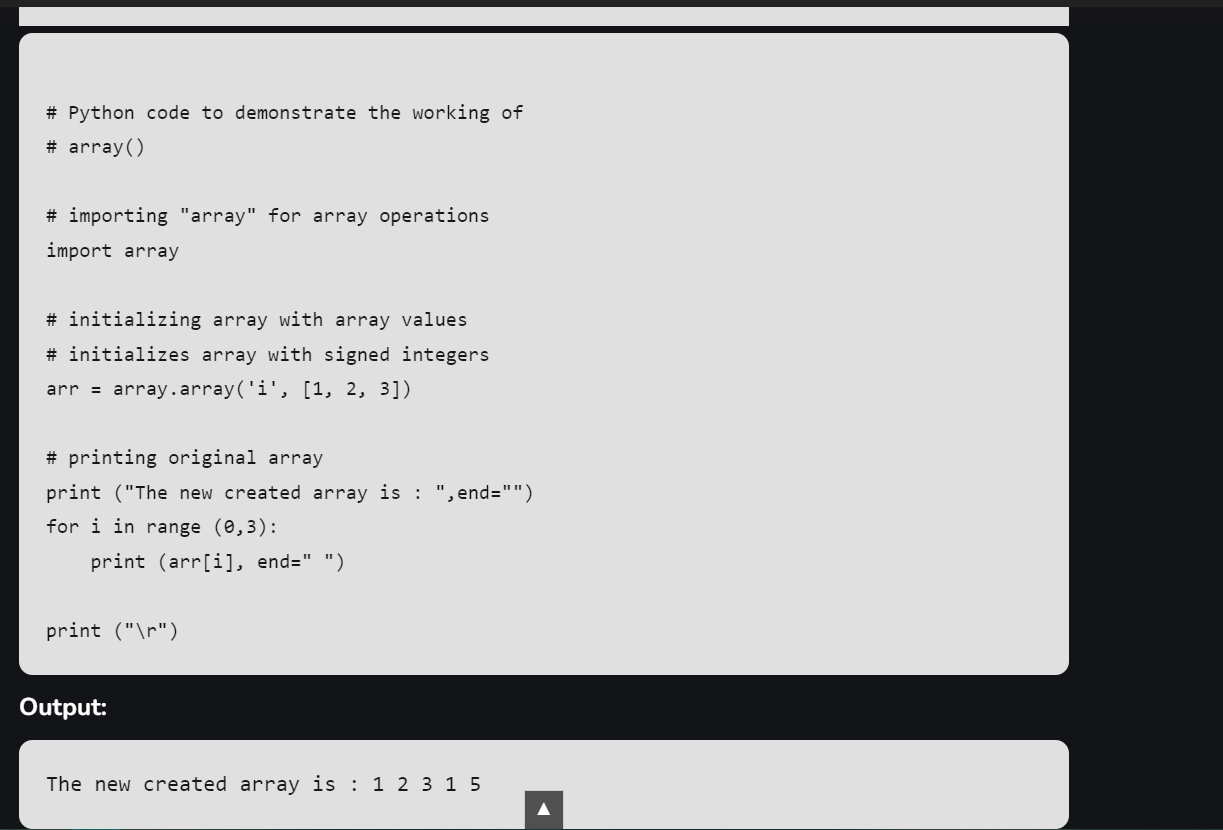 # Python code to demonstrate the working of
# array()
# importing "array" for array operations
import array
# initializing array with array values
# initializes array with signed integers
arr = array.array('i', [1, 2, 3])
# printing original array
print ("The new created array is : ",end="")
for i in range (0,3):
    print (arr[i], end=" ")
print ("\r")
Output:
The new created array is : 1 2 3 1 5